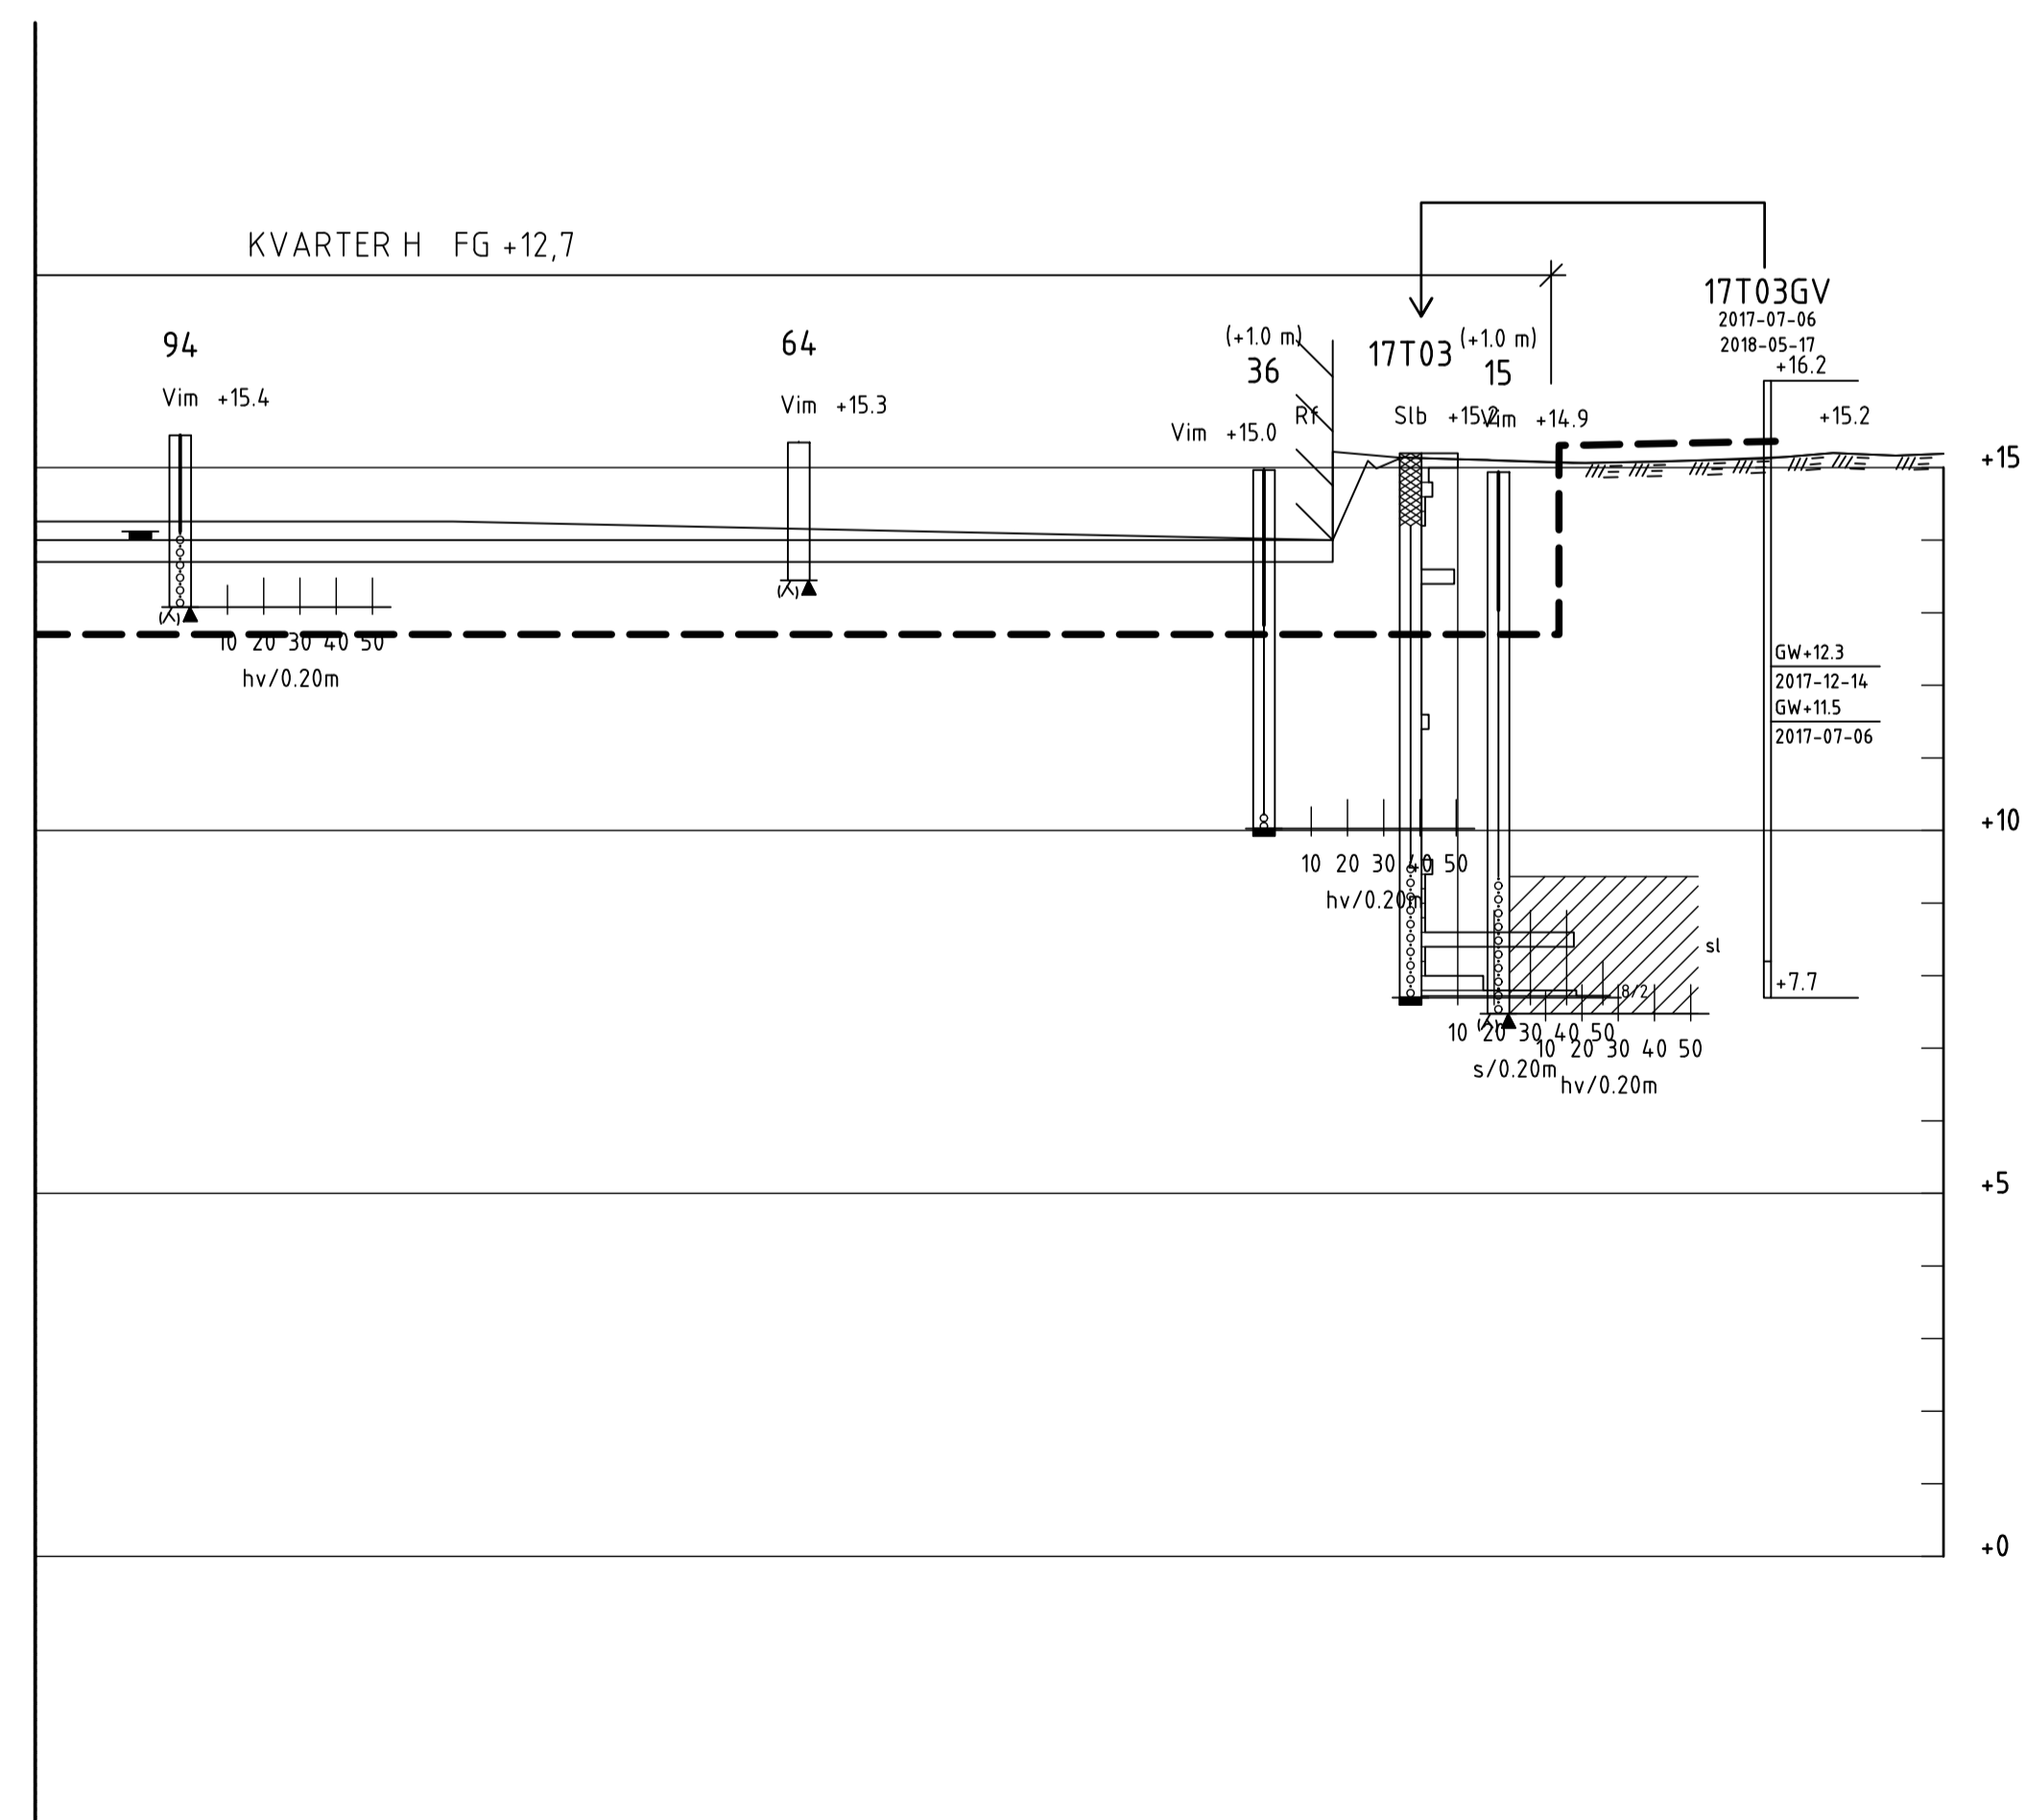 KVARTER H FG +12,7
94
Vim +15.4
64
Vim +15.3
(+1.0 m)
36
Vim +15.0
Rf
17T03
Slb +15.2
(+1.0 m)
15
Vim +14.9
17T03GV
2017-07-06
2018-05-17
+16.2
+15.2
+15
10 20 30 40 50
hv/0.20m
GW+12.3
2017-12-14
GW+11.5
2017-07-06
+10
10 20 30 40 50
hv/0.20m
sl
+7.7
8/2
10 20 30 40 50
s/0.20m
10 20 30 40 50
hv/0.20m
+5
+0